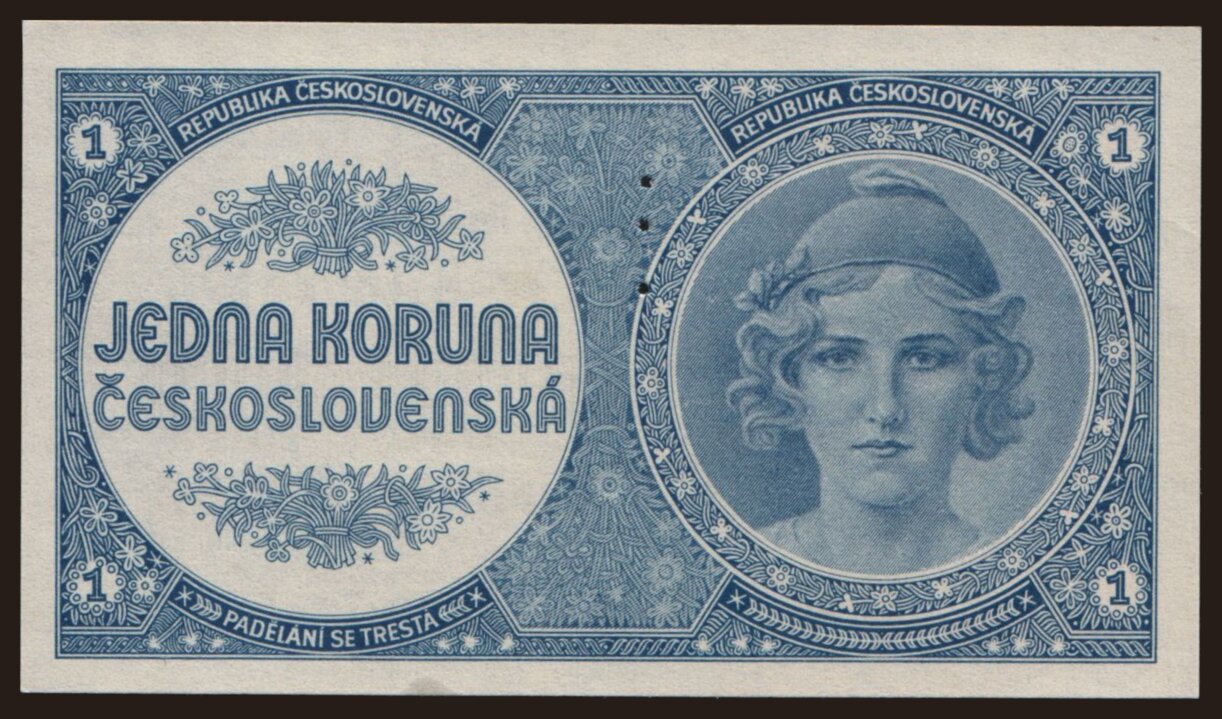 REPUBLIKA ČESKOSLOVENSKÁ
REPUBLIKA ČESKOSLOVENSKÁ
1
1
JEDNA KORUNA
ČESKOSLOVENSKÁ
1
1
PADĚLÁNÍ SE TRESTÁ